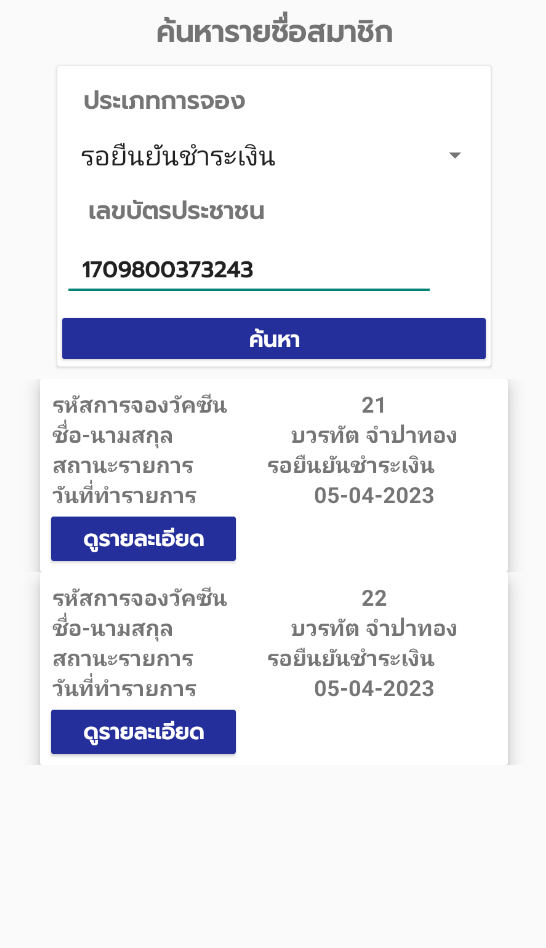 ค้นหารายชื่อสมาชิก
ประเภทการจอง
รอยืนยันชำระเงิน
เลขบัตรประชาชน
1709800373243
ค้นหา
รหัสการจองวัคซีน 21
ชื่อ-นามสกุล บวรทัต จำปาทอง
สถานะรายการ รอยืนยันชำระเงิน
วันที่ทำรายการ 05-04-2023
ดูรายละเอียด
รหัสการจองวัคซีน 22
ชื่อ-นามสกุล บวรทัต จำปาทอง
สถานะรายการ รอยืนยันชำระเงิน
วันที่ทำรายการ 05-04-2023
ดูรายละเอียด